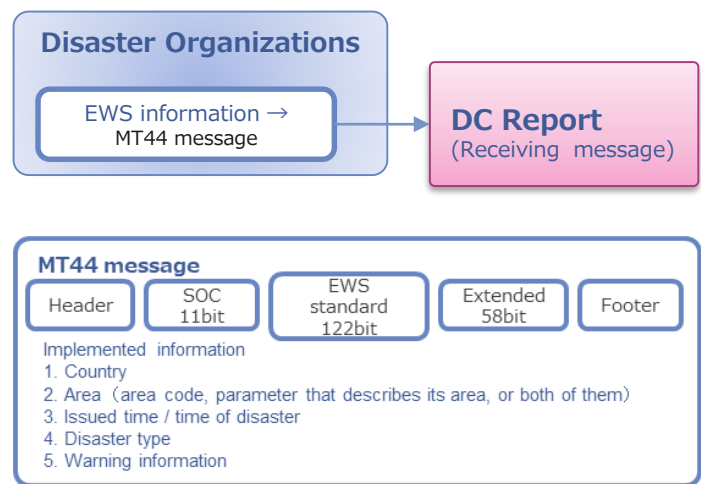 Disaster Organizations
EWS information →
MT44 message
DC Report
(Receiving message)
MT44 message
Header
SOC
11bit
EWS
standard
122bit
Extended
58bit
Footer
Implemented information
1. Country
2. Area（area code, parameter that describes its area, or both of them）
3. Issued time / time of disaster
4. Disaster type
5. Warning information